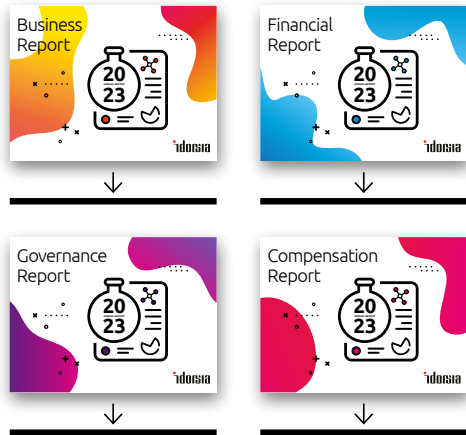 Business
Report
20
23
idorsia
Financial
Report
20
23
idorsia
Governance
Report
20
23
idorsia
Compensation
Report
20
23
idorsia